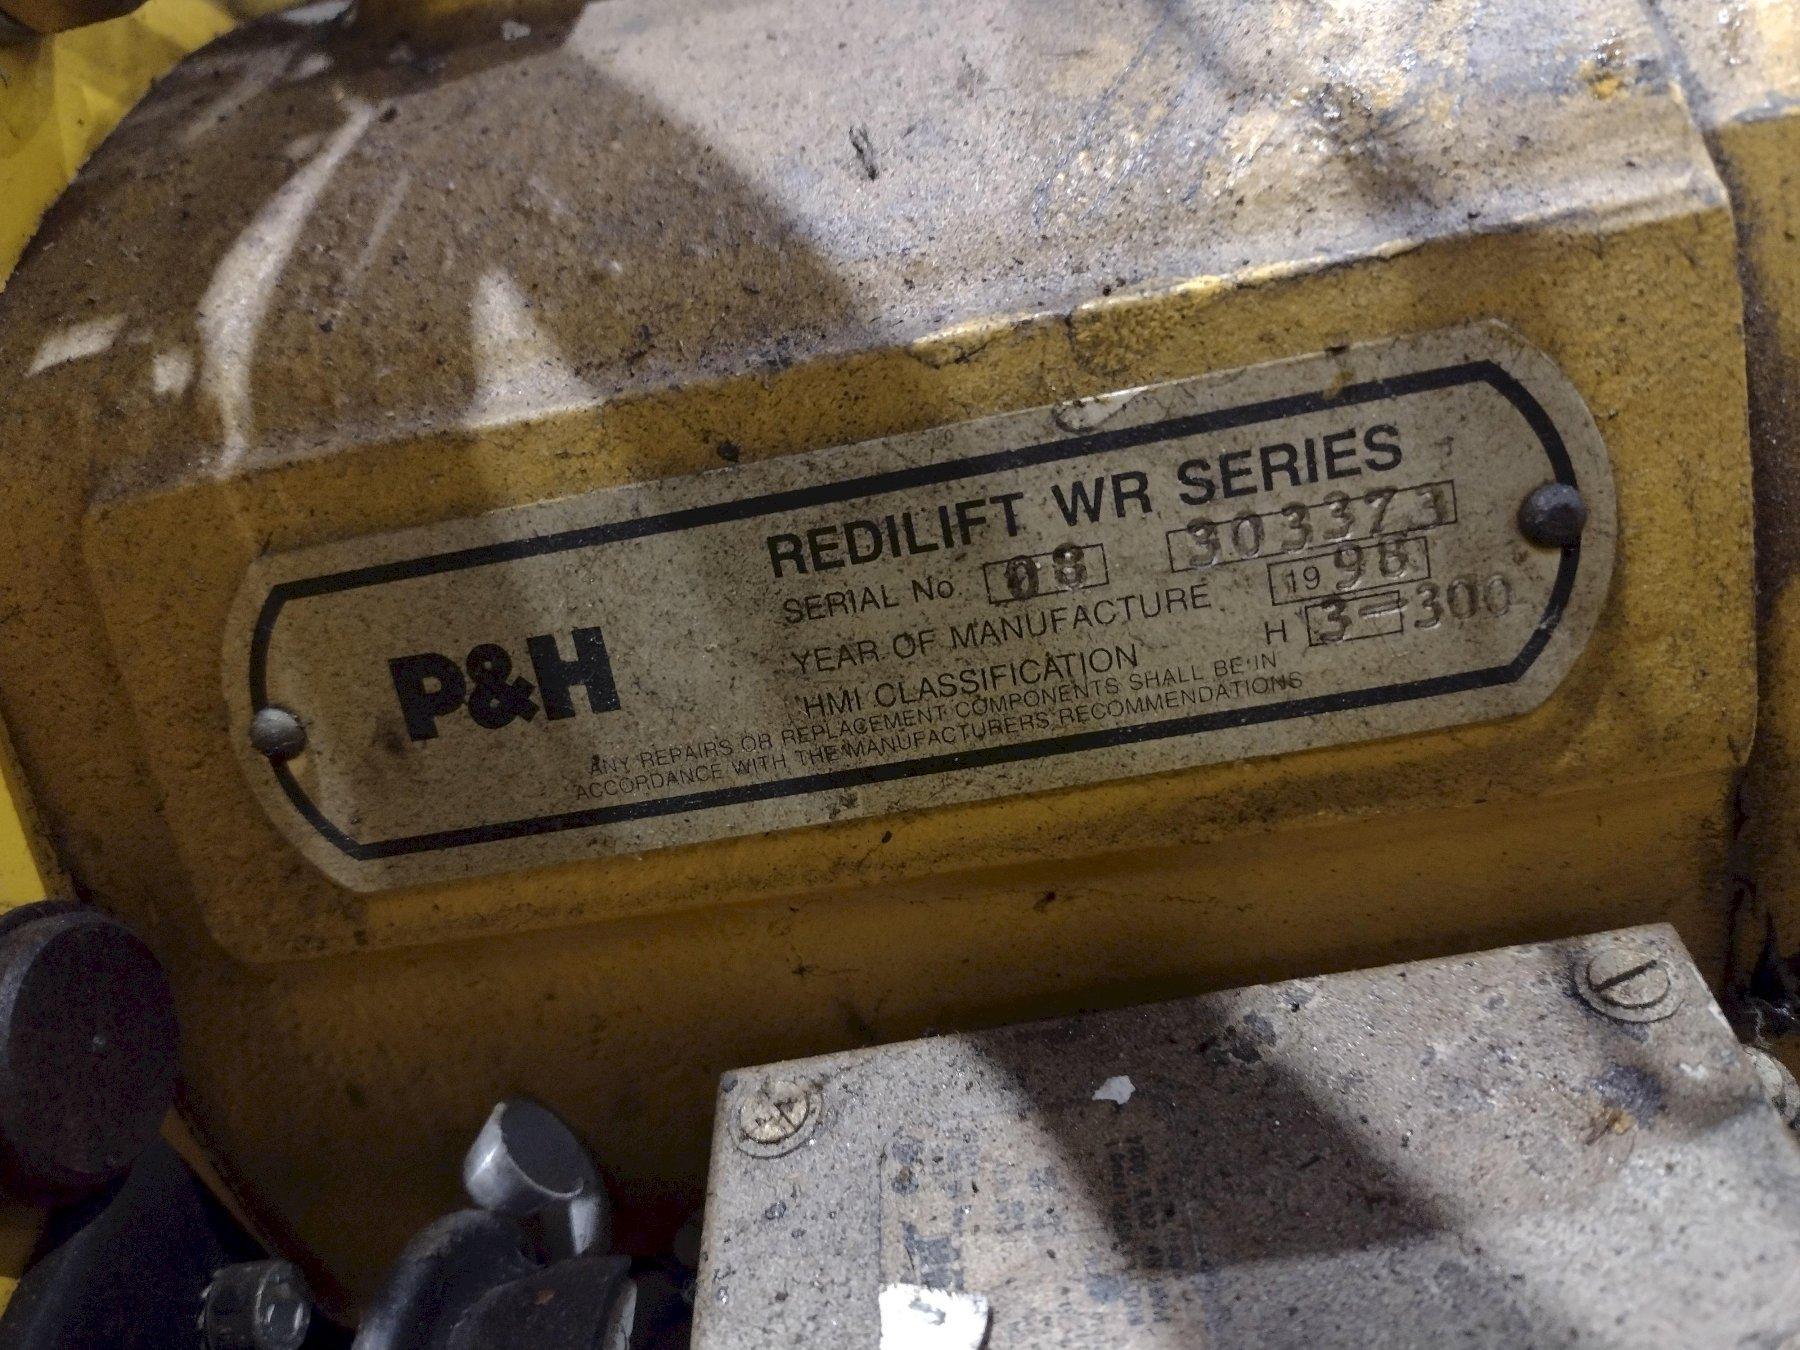 P&H
REDILIFT WR SERIES
SERIAL No 08 303373
YEAR OF MANUFACTURE 1998
HMI CLASSIFICATION H 3-300
ANY REPAIRS OR REPLACEMENT COMPONENTS SHALL BE IN
ACCORDANCE WITH THE MANUFACTURERS RECOMMENDATIONS